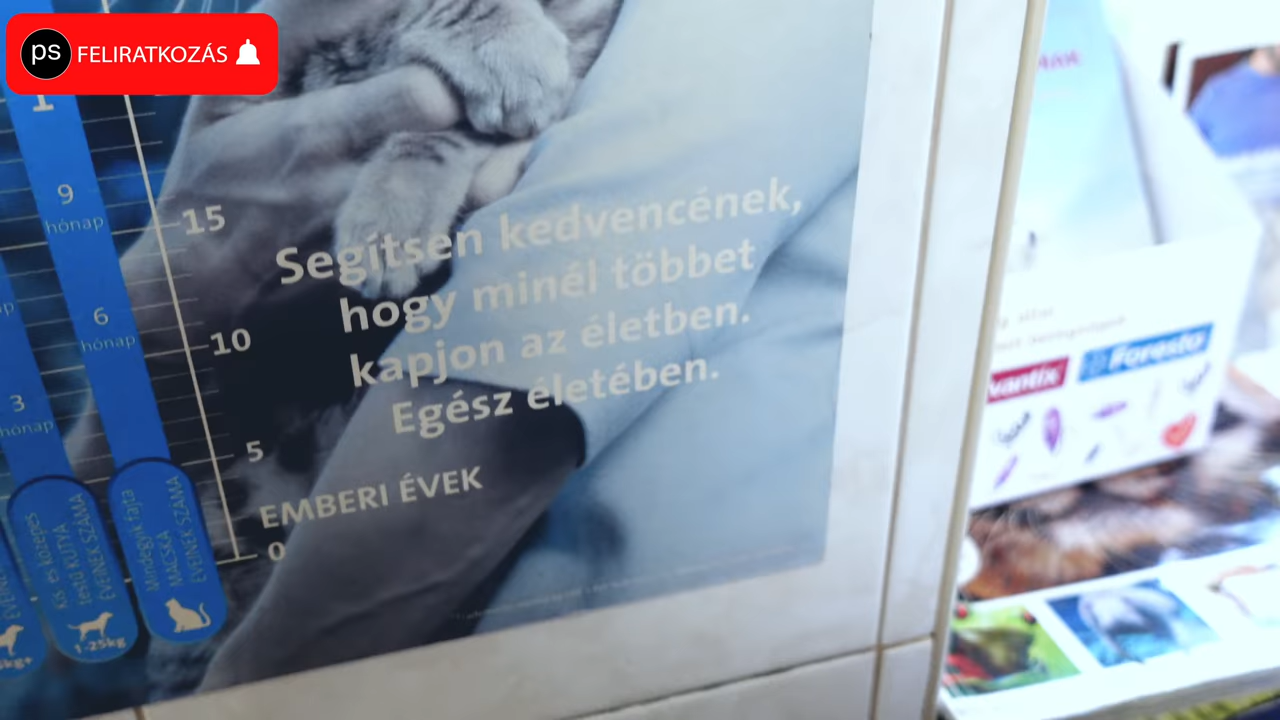 ps FELIRATKOZÁS
1
9
hónap
6
hónap
3
hónap
15
10
5
0
Segítsen kedvencének,
hogy minél többet
kapjon az életben.
Egész életében.
EMBERI ÉVEK
Kis és közepes
testű KUTYA
ÉVEINEK SZÁMA
1-25kg
Mindegyik fajta
MACSKA
ÉVEINEK SZÁMA
vantix
Foresto